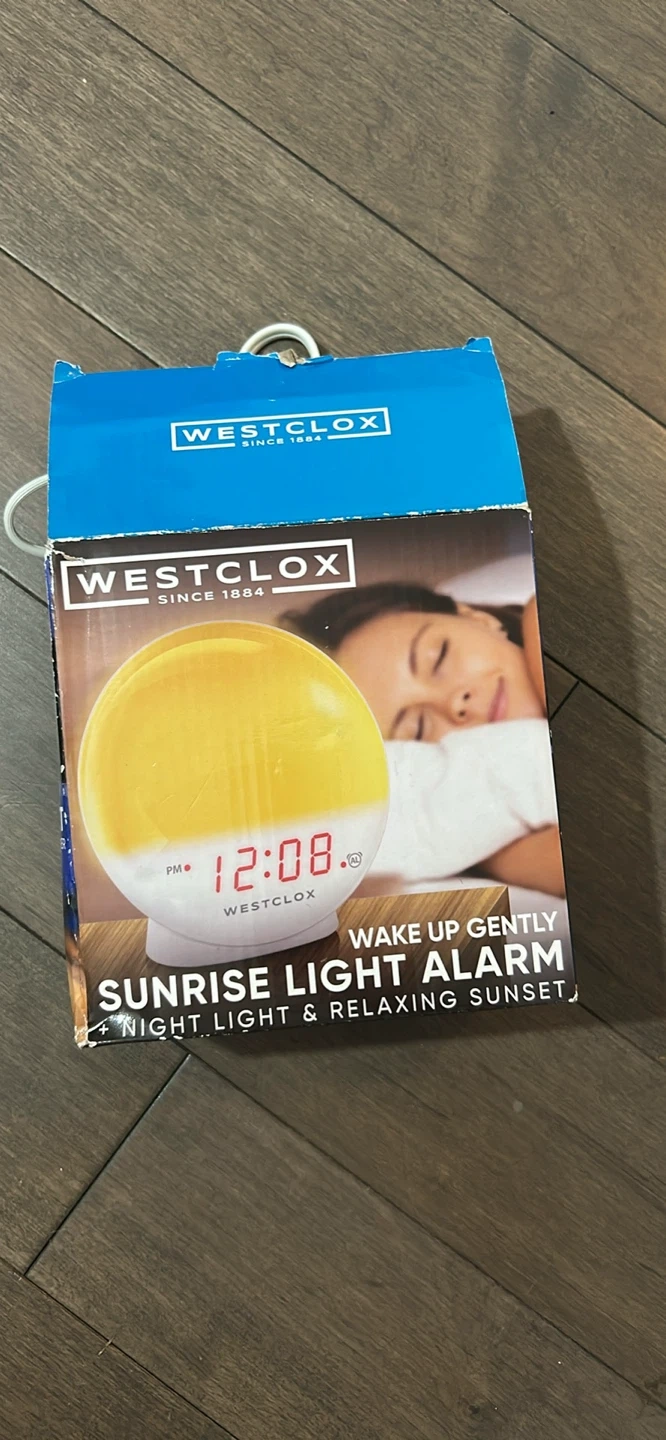 WESTCLOX
SINCE 1884
WESTCLOX
SINCE 1884
PM 12:08 AL
WESTCLOX
WAKE UP GENTLY
SUNRISE LIGHT ALARM
+ NIGHT LIGHT & RELAXING SUNSET